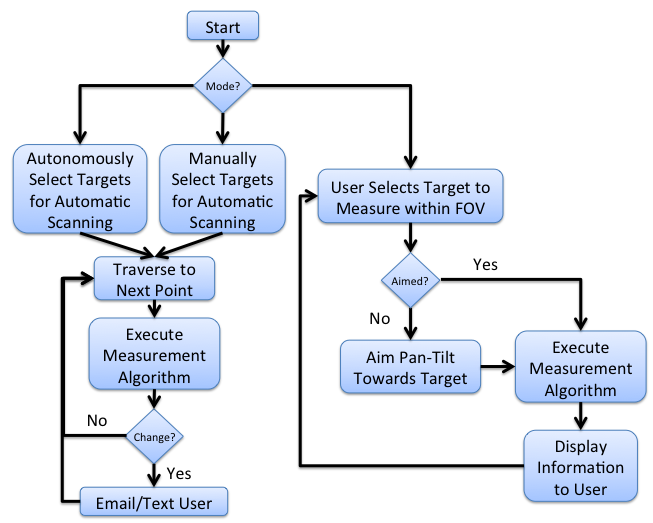 Start
Mode?
Autonomously
Select Targets
for Automatic
Scanning
Manually
Select Targets
for Automatic
Scanning
Traverse to
Next Point
Execute
Measurement
Algorithm
No
Change?
Yes
Email/Text User
User Selects Target to
Measure within FOV
Aimed?
Yes
No
Aim Pan-Tilt
Towards Target
Execute
Measurement
Algorithm
Display
Information
to User